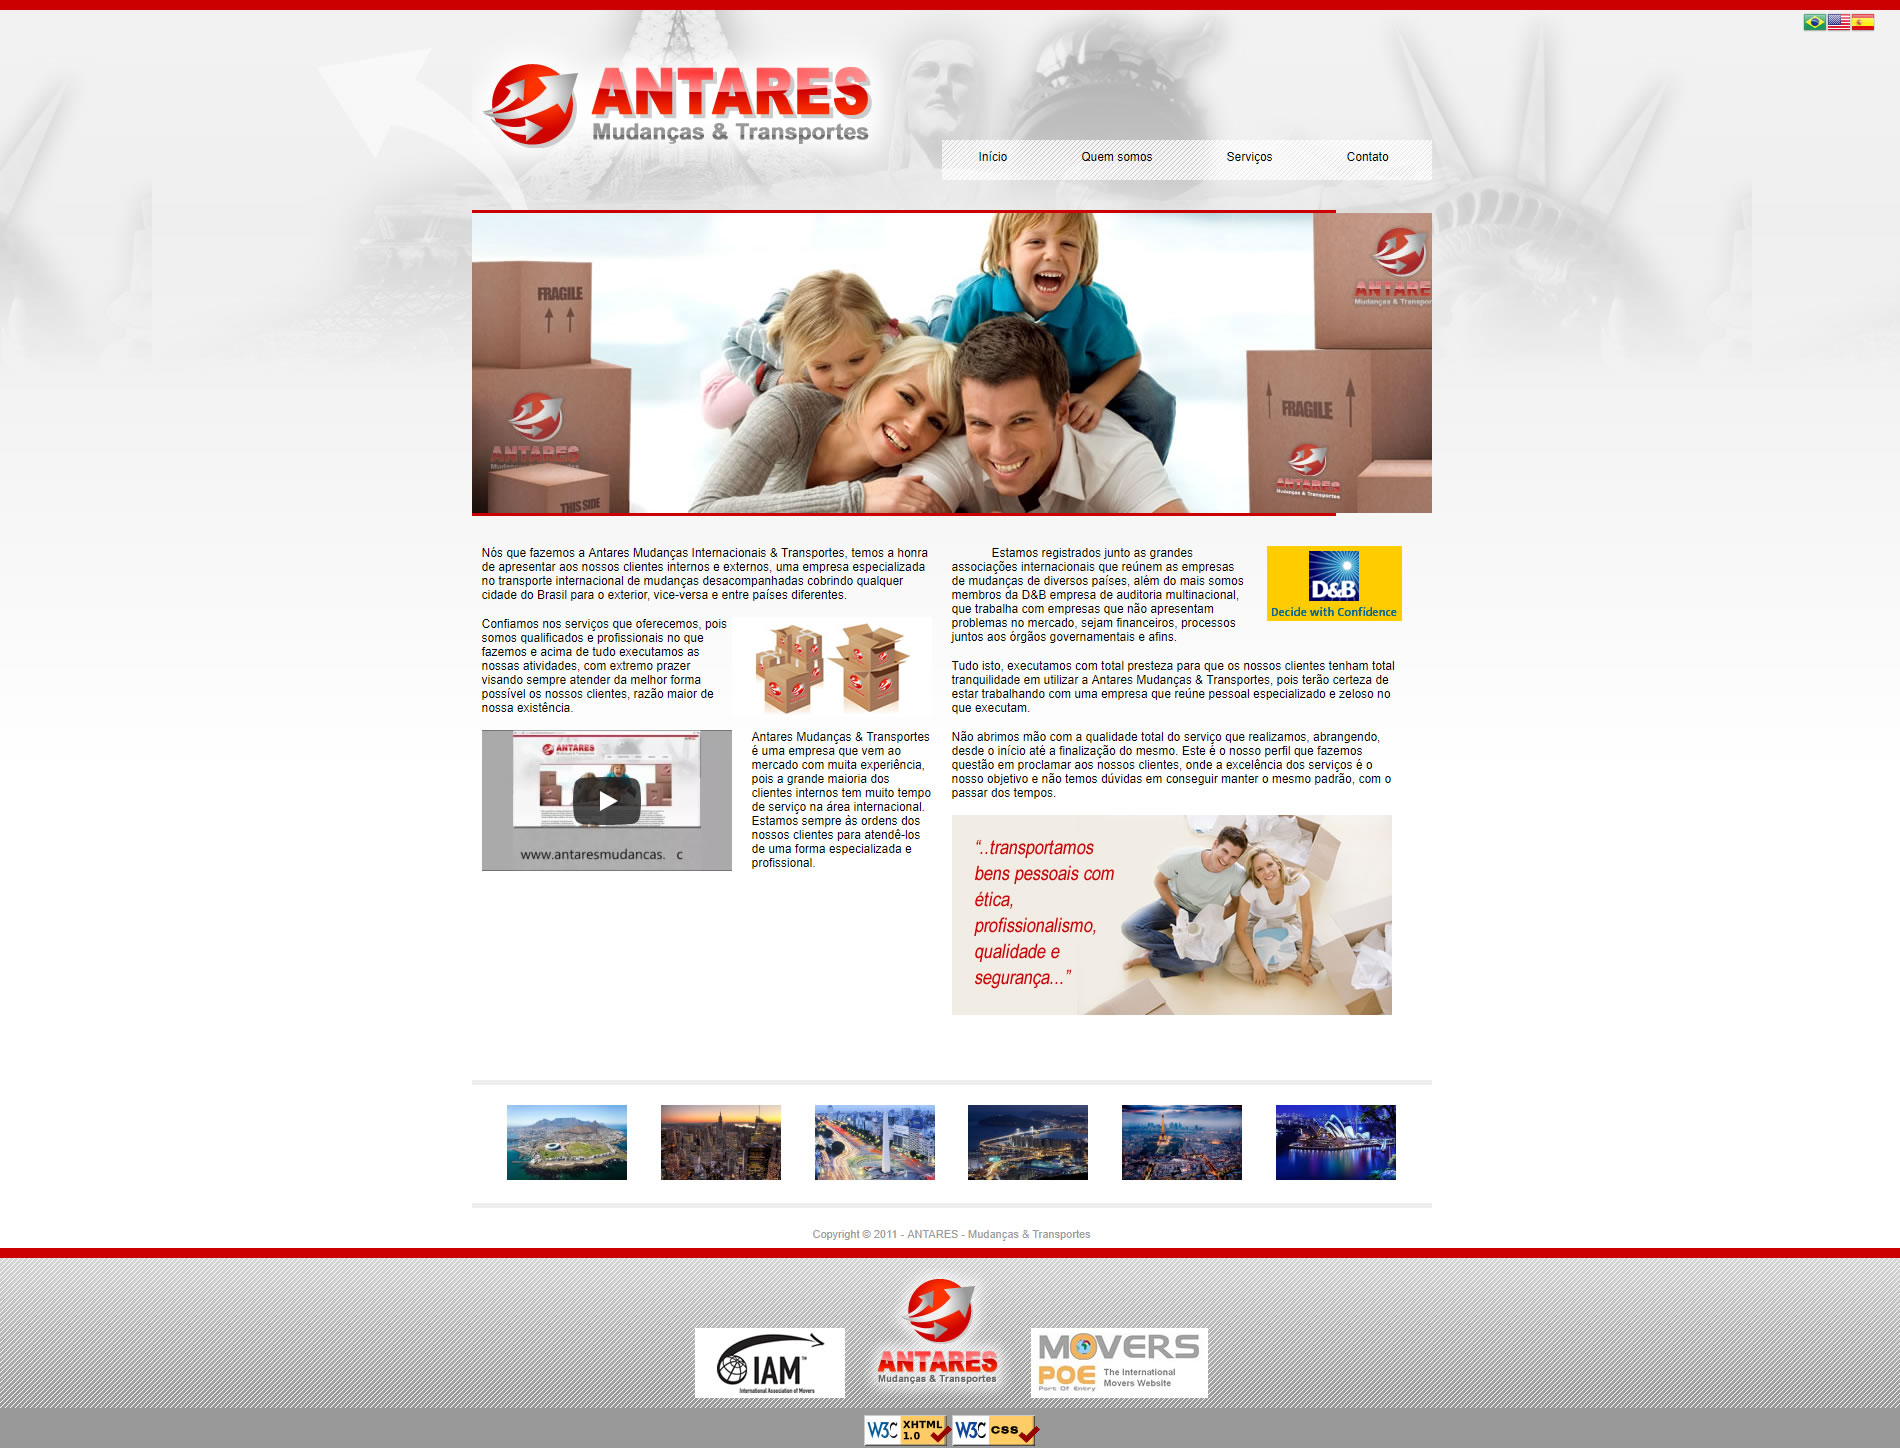 ANTARES
Mudanças & Transportes
Início
Quem somos
Serviços
Contato
FRAGILE
ANTARES
Mudanças & Transportes
THIS SIDE
ANTARES
Mudanças & Transpor
FRAGILE
ANTARES
Mudanças & Transportes
Nós que fazemos a Antares Mudanças Internacionais & Transportes, temos a honra
de apresentar aos nossos clientes internos e externos, uma empresa especializada
no transporte internacional de mudanças desacompanhadas cobrindo qualquer
cidade do Brasil para o exterior, vice-versa e entre países diferentes.
Confiamos nos serviços que oferecemos, pois
somos qualificados e profissionais no que
fazemos e acima de tudo executamos as
nossas atividades, com extremo prazer
visando sempre atender da melhor forma
possível os nossos clientes, razão maior de
nossa existência.
ANTARES
www.antaresmudancas. c
Antares Mudanças & Transportes
é uma empresa que vem ao
mercado com muita experiência,
pois a grande maioria dos
clientes internos tem muito tempo
de serviço na área internacional.
Estamos sempre às ordens dos
nossos clientes para atendê-los
de uma forma especializada e
profissional.
Estamos registrados junto as grandes
associações internacionais que reúnem as empresas
de mudanças de diversos países, além do mais somos
membros da D&B empresa de auditoria multinacional,
que trabalha com empresas que não apresentam
problemas no mercado, sejam financeiros, processos
juntos aos órgãos governamentais e afins.
D&B
Decide with Confidence
Tudo isto, executamos com total presteza para que os nossos clientes tenham total
tranquilidade em utilizar a Antares Mudanças & Transportes, pois terão certeza de
estar trabalhando com uma empresa que reúne pessoal especializado e zeloso no
que executam.
Não abrimos mão com a qualidade total do serviço que realizamos, abrangendo,
desde o início até a finalização do mesmo. Este é o nosso perfil que fazemos
questão em proclamar aos nossos clientes, onde a excelência dos serviços é o
nosso objetivo e não temos dúvidas em conseguir manter o mesmo padrão, com o
passar dos tempos.
“..transportamos
bens pessoais com
ética,
profissionalismo,
qualidade e
segurança...”
Copyright © 2011 - ANTARES - Mudanças & Transportes
IAM™
International Association of Movers
ANTARES
Mudanças & Transportes
MOVERS
POE
Port Of Entry
The International
Movers Website
W3C XHTML 1.0
W3C CSS